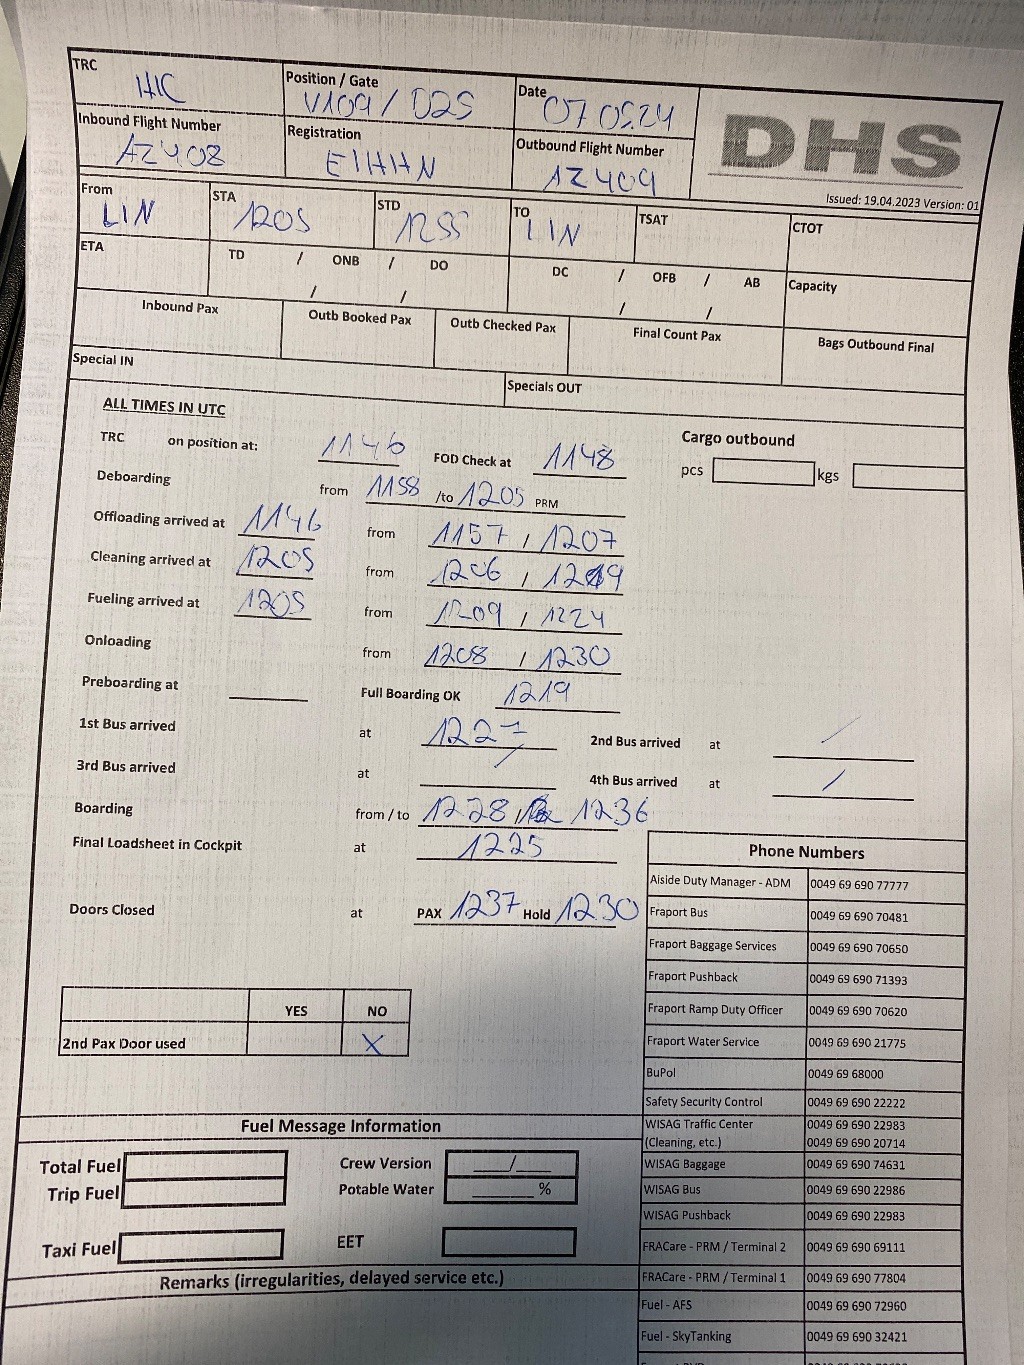 TRC HIC Position / Gate V109 / D25 Date 07 05.24 DHS
Inbound Flight Number AZ408 Registration EIHHN Outbound Flight Number AZ409
Issued: 19.04.2023 Version: 01
From LIN STA 1205 STD 1255 TO LIN TSAT CTOT
ETA TD / ONB / DO DC / OFB / AB Capacity
/ / / /
Inbound Pax Outb Booked Pax Outb Checked Pax Final Count Pax Bags Outbound Final
Special IN Specials OUT
ALL TIMES IN UTC
TRC on position at: 1146 FOD Check at 1148 Cargo outbound
pcs kgs
Deboarding from 1158 /to 1205 PRM
Offloading arrived at 1146 from 1157 / 1207
Cleaning arrived at 1205 from 1206 / 1219
Fueling arrived at 1205 from 1209 / 1224
Onloading from 1208 / 1230
Preboarding at Full Boarding OK 1219
1st Bus arrived at 1227 2nd Bus arrived at /
3rd Bus arrived at / 4th Bus arrived at /
Boarding from / to 1228 / 1236
Final Loadsheet in Cockpit at 1225
Doors Closed at PAX 1237 Hold 1230
YES NO
2nd Pax Door used X
Phone Numbers
Aiside Duty Manager - ADM 0049 69 690 77777
Fraport Bus 0049 69 690 70481
Fraport Baggage Services 0049 69 690 70650
Fraport Pushback 0049 69 690 71393
Fraport Ramp Duty Officer 0049 69 690 70620
Fraport Water Service 0049 69 690 21775
BuPol 0049 69 68000
Safety Security Control 0049 69 690 22222
WISAG Traffic Center 0049 69 690 22983
(Cleaning, etc.) 0049 69 690 20714
WISAG Baggage 0049 69 690 74631
WISAG Bus 0049 69 690 22986
WISAG Pushback 0049 69 690 22983
FRACare - PRM / Terminal 2 0049 69 690 69111
FRACare - PRM / Terminal 1 0049 69 690 77804
Fuel - AFS 0049 69 690 72960
Fuel - SkyTanking 0049 69 690 32421
Fuel Message Information
Total Fuel Crew Version ___/___
Trip Fuel Potable Water ______ %
Taxi Fuel EET
Remarks (irregularities, delayed service etc.)